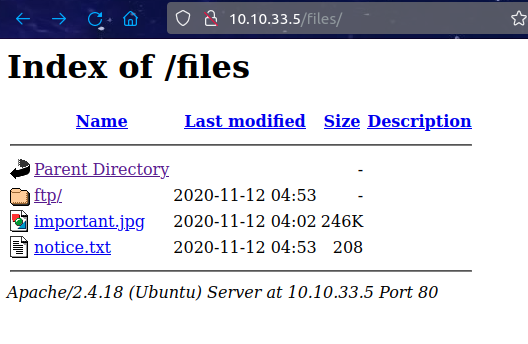 10.10.33.5/files/
Index of /files
Name Last modified Size Description
Parent Directory -
ftp/ 2020-11-12 04:53 -
important.jpg 2020-11-12 04:02 246K
notice.txt 2020-11-12 04:53 208
Apache/2.4.18 (Ubuntu) Server at 10.10.33.5 Port 80